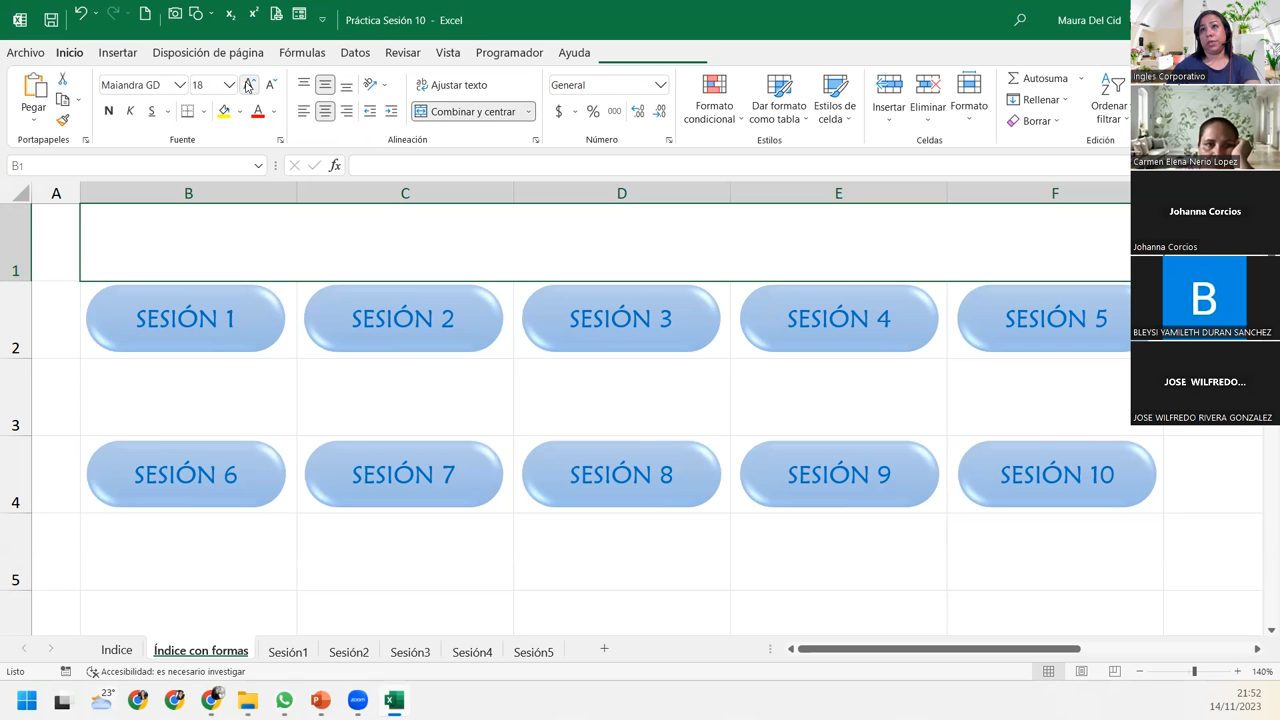 Práctica Sesión 10 - Excel
Maura Del Cid
Archivo Inicio Insertar Disposición de página Fórmulas Datos Revisar Vista Programador Ayuda
Pegar
Portapapeles
Maiandra GD 18
N K S
Fuente
Ajustar texto
Combinar y centrar
Alineación
General
$ %
Número
Formato condicional
Dar formato como tabla
Estilos de celda
Estilos
Insertar
Eliminar
Formato
Celdas
Autosuma
Rellenar
Borrar
Ordenar
filtrar
Edición
B1
fx
A B C D E F
1
SESIÓN 1 SESIÓN 2 SESIÓN 3 SESIÓN 4 SESIÓN 5
2
3
SESIÓN 6 SESIÓN 7 SESIÓN 8 SESIÓN 9 SESIÓN 10
4
5
Ingles Corporativo
Carmen Elena Nerio Lopez
Johanna Corcios
Johanna Corcios
B
BLEYSI YAMILETH DURAN SANCHEZ
JOSE WILFREDO...
JOSE WILFREDO RIVERA GONZALEZ
Indice Índice con formas Sesión1 Sesión2 Sesión3 Sesión4 Sesión5
Listo Accesibilidad: es necesario investigar
140%
23°
zoom
21:52
14/11/2023